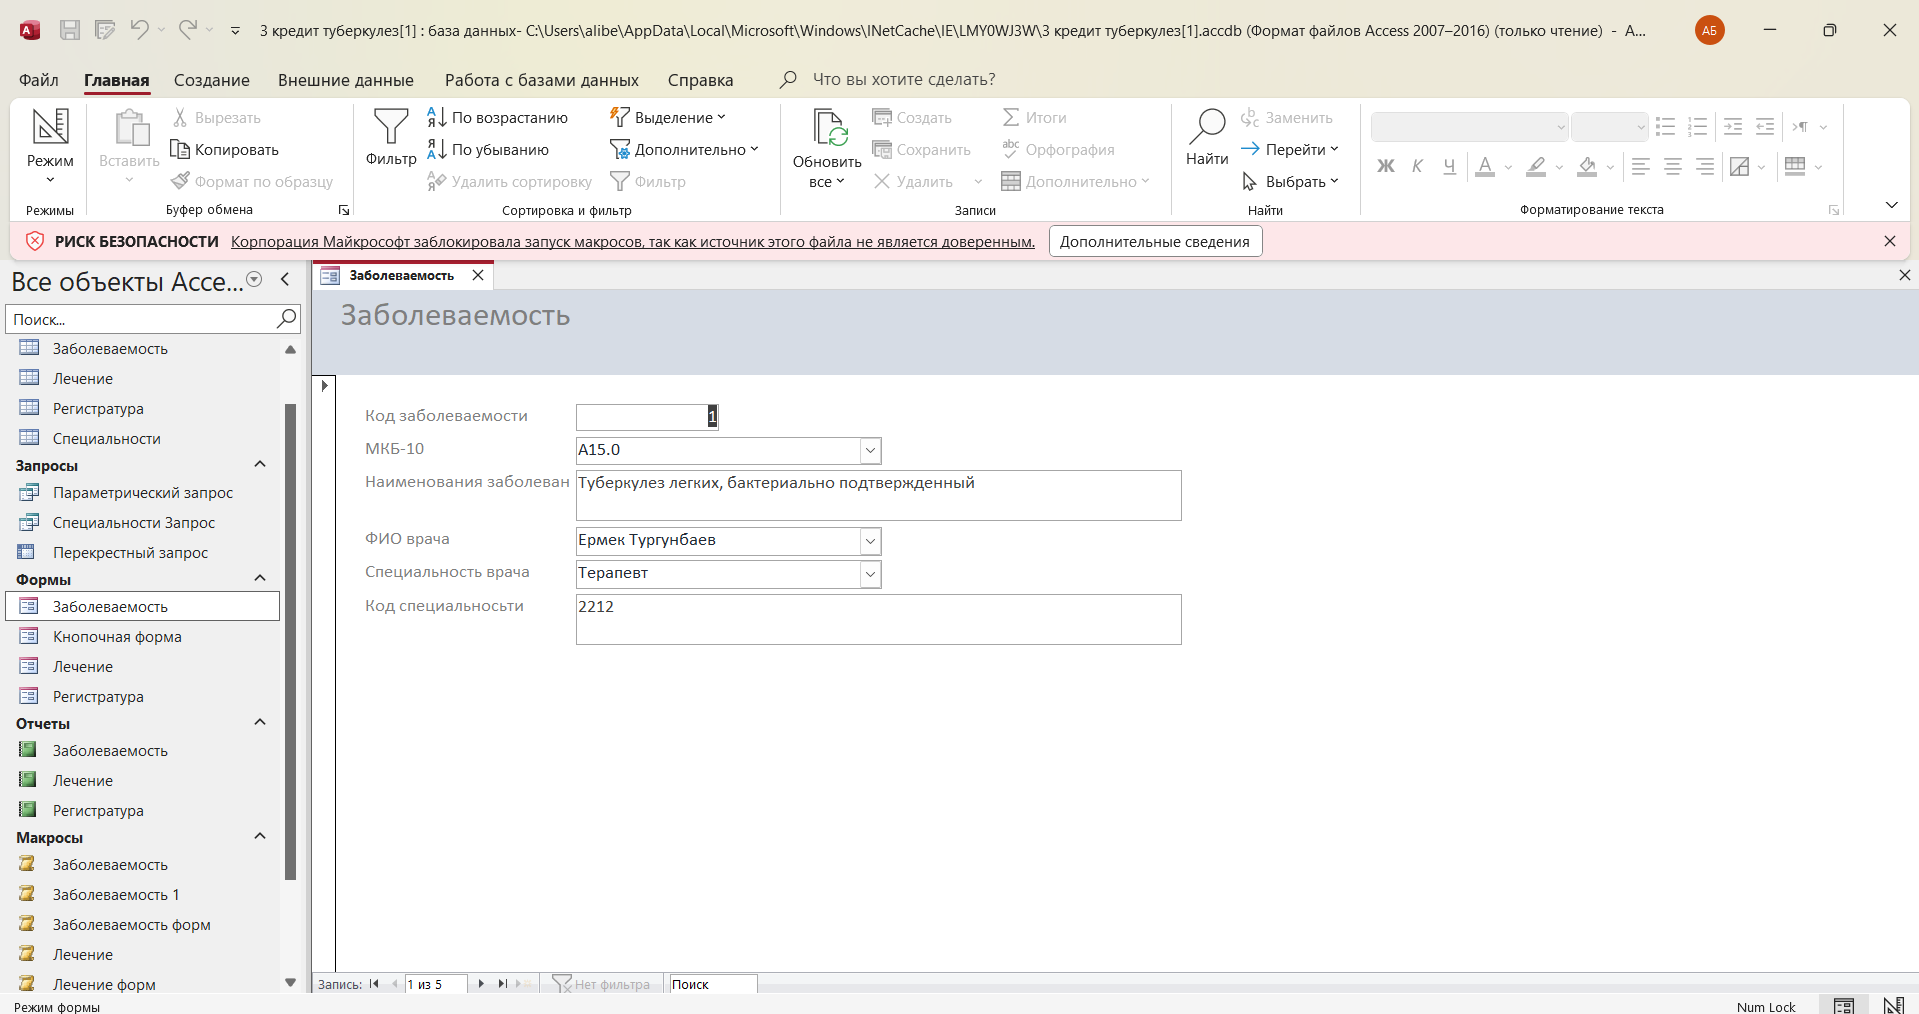 3 кредит туберкулез[1] : база данных- C:\Users\alibe\AppData\Local\Microsoft\Windows\INetCache\IE\LMY0WJ3W\3 кредит туберкулез[1].accdb (Формат файлов Access 2007–2016) (только чтение) - A...
АБ
Файл Главная Создание Внешние данные Работа с базами данных Справка Что вы хотите сделать?
Режим
Режимы
Вставить
Вырезать
Копировать
Формат по образцу
Буфер обмена
Фильтр
По возрастанию
По убыванию
Удалить сортировку
Выделение
Дополнительно
Фильтр
Сортировка и фильтр
Обновить
все
Создать
Сохранить
Удалить
Итоги
Орфография
Дополнительно
Записи
Найти
Заменить
Перейти
Выбрать
Найти
Ж К Ч A
Форматирование текста
РИСК БЕЗОПАСНОСТИ Корпорация Майкрософт заблокировала запуск макросов, так как источник этого файла не является доверенным. Дополнительные сведения
Все объекты Acce...
Поиск...
Заболеваемость
Лечение
Регистратура
Специальности
Запросы
Параметрический запрос
Специальности Запрос
Перекрестный запрос
Формы
Заболеваемость
Кнопочная форма
Лечение
Регистратура
Отчеты
Заболеваемость
Лечение
Регистратура
Макросы
Заболеваемость
Заболеваемость 1
Заболеваемость форм
Лечение
Лечение форм
Заболеваемость
Заболеваемость
Код заболеваемости 1
МКБ-10 A15.0
Наименования заболеван Туберкулез легких, бактериально подтвержденный
ФИО врача Ермек Тургунбаев
Специальность врача Терапевт
Код специальносьти 2212
Запись: 1 из 5 Нет фильтра Поиск
Режим формы Num Lock